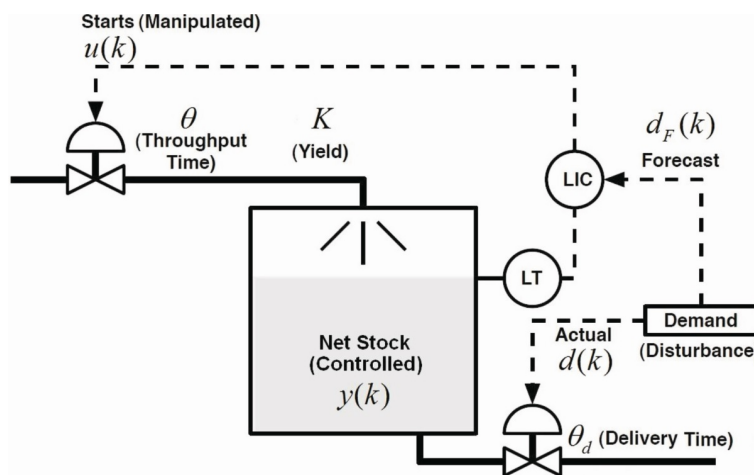 Starts (Manipulated)
u(k)
θ
(Throughput
Time)
K
(Yield)
d_F(k)
Forecast
LIC
LT
Demand
(Disturbance)
Actual
d(k)
Net Stock
(Controlled)
y(k)
θ_d (Delivery Time)